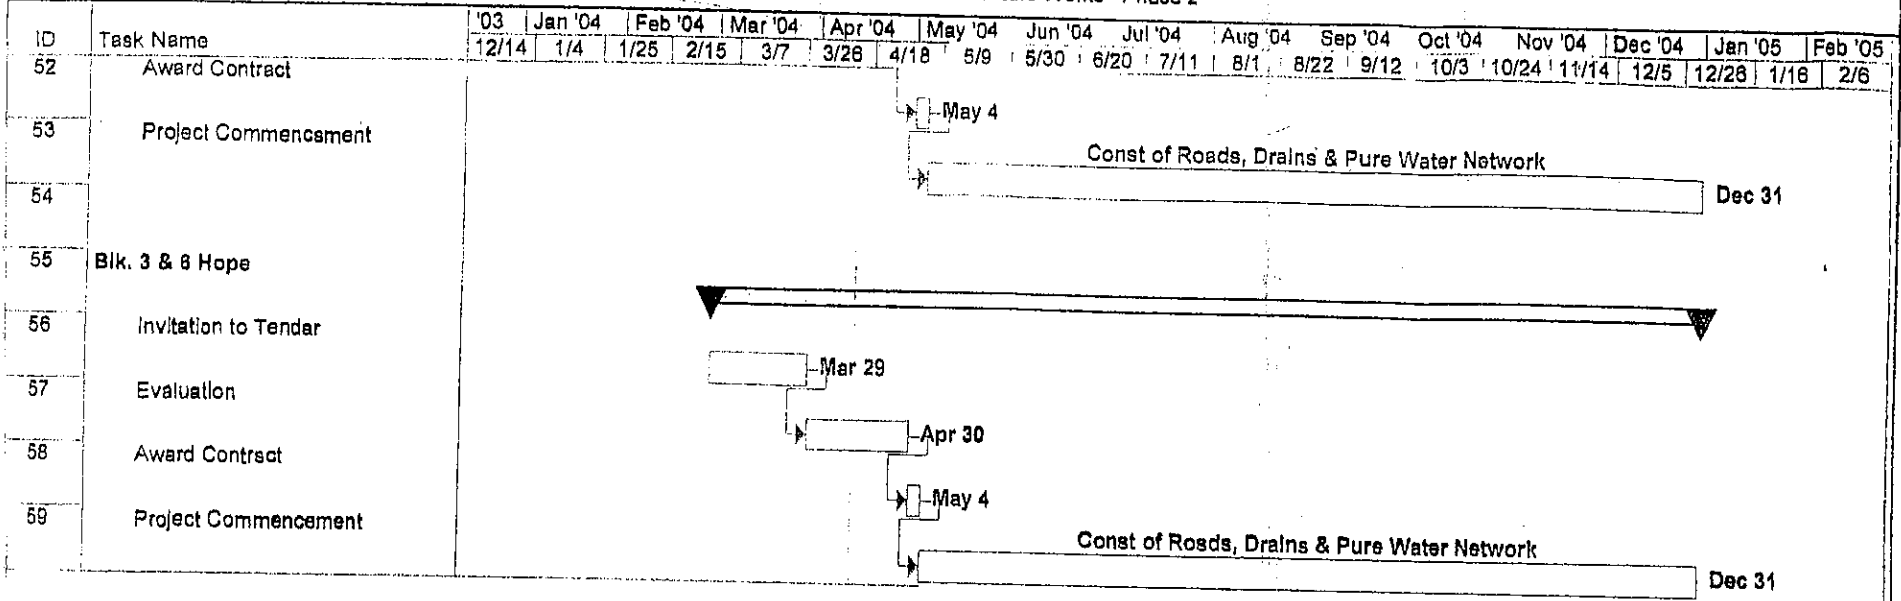 '03 Jan '04 Feb '04 Mar '04 Apr '04 May '04 Jun '04 Jul '04 Aug '04 Sep '04 Oct '04 Nov '04 Dec '04 Jan '05 Feb '05
ID Task Name 12/14 1/4 1/25 2/15 3/7 3/28 4/18 5/9 5/30 6/20 7/11 8/1 8/22 9/12 10/3 10/24 11/14 12/5 12/26 1/16 2/6
52 Award Contract
May 4
53 Project Commencement
Const of Roads, Drains & Pure Water Network
54 Dec 31
55 Blk. 3 & 6 Hope
56 Invitation to Tender
Mar 29
57 Evaluation
Apr 30
58 Award Contract
May 4
59 Project Commencement
Const of Roads, Drains & Pure Water Network
Dec 31